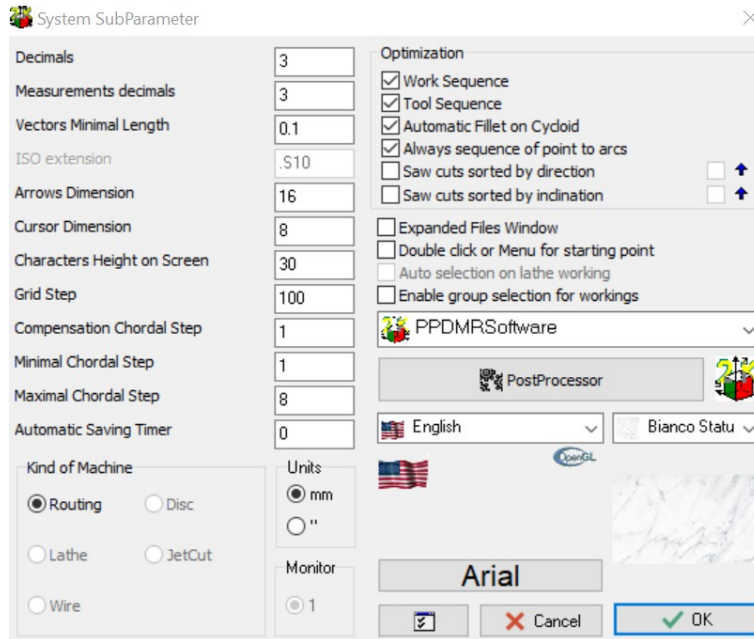 System SubParameter
Decimals
3
Measurements decimals
3
Vectors Minimal Length
0.1
ISO extension
.S10
Arrows Dimension
16
Cursor Dimension
8
Characters Height on Screen
30
Grid Step
100
Compensation Chordal Step
1
Minimal Chordal Step
1
Maximal Chordal Step
8
Automatic Saving Timer
0
Kind of Machine
Routing
Disc
Lathe
JetCut
Wire
Units
mm
"
Monitor
1
Optimization
Work Sequence
Tool Sequence
Automatic Fillet on Cycloid
Always sequence of point to arcs
Saw cuts sorted by direction
Saw cuts sorted by inclination
Expanded Files Window
Double click or Menu for starting point
Auto selection on lathe working
Enable group selection for workings
PPDMRSoftware
PostProcessor
English
Bianco Statu
OpenGL
Arial
Cancel
OK